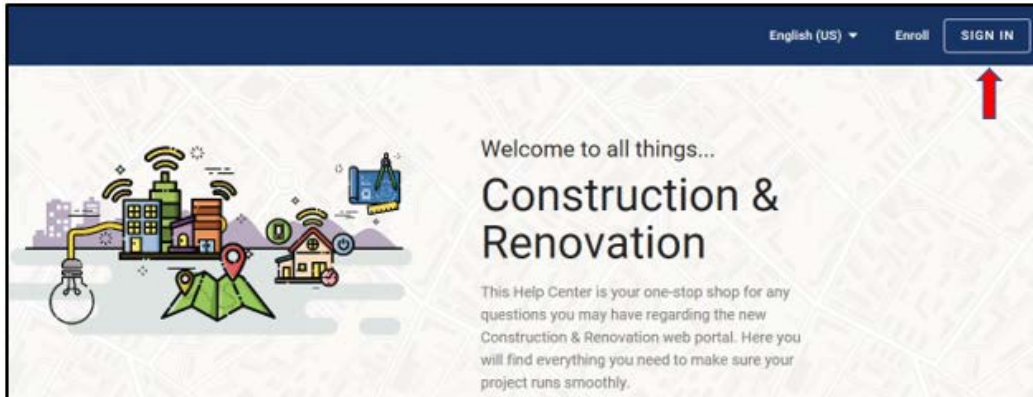 English (US) Enroll SIGN IN
Welcome to all things...
Construction &
Renovation
This Help Center is your one-stop shop for any
questions you may have regarding the new
Construction & Renovation web portal. Here you
will find everything you need to make sure your
project runs smoothly.